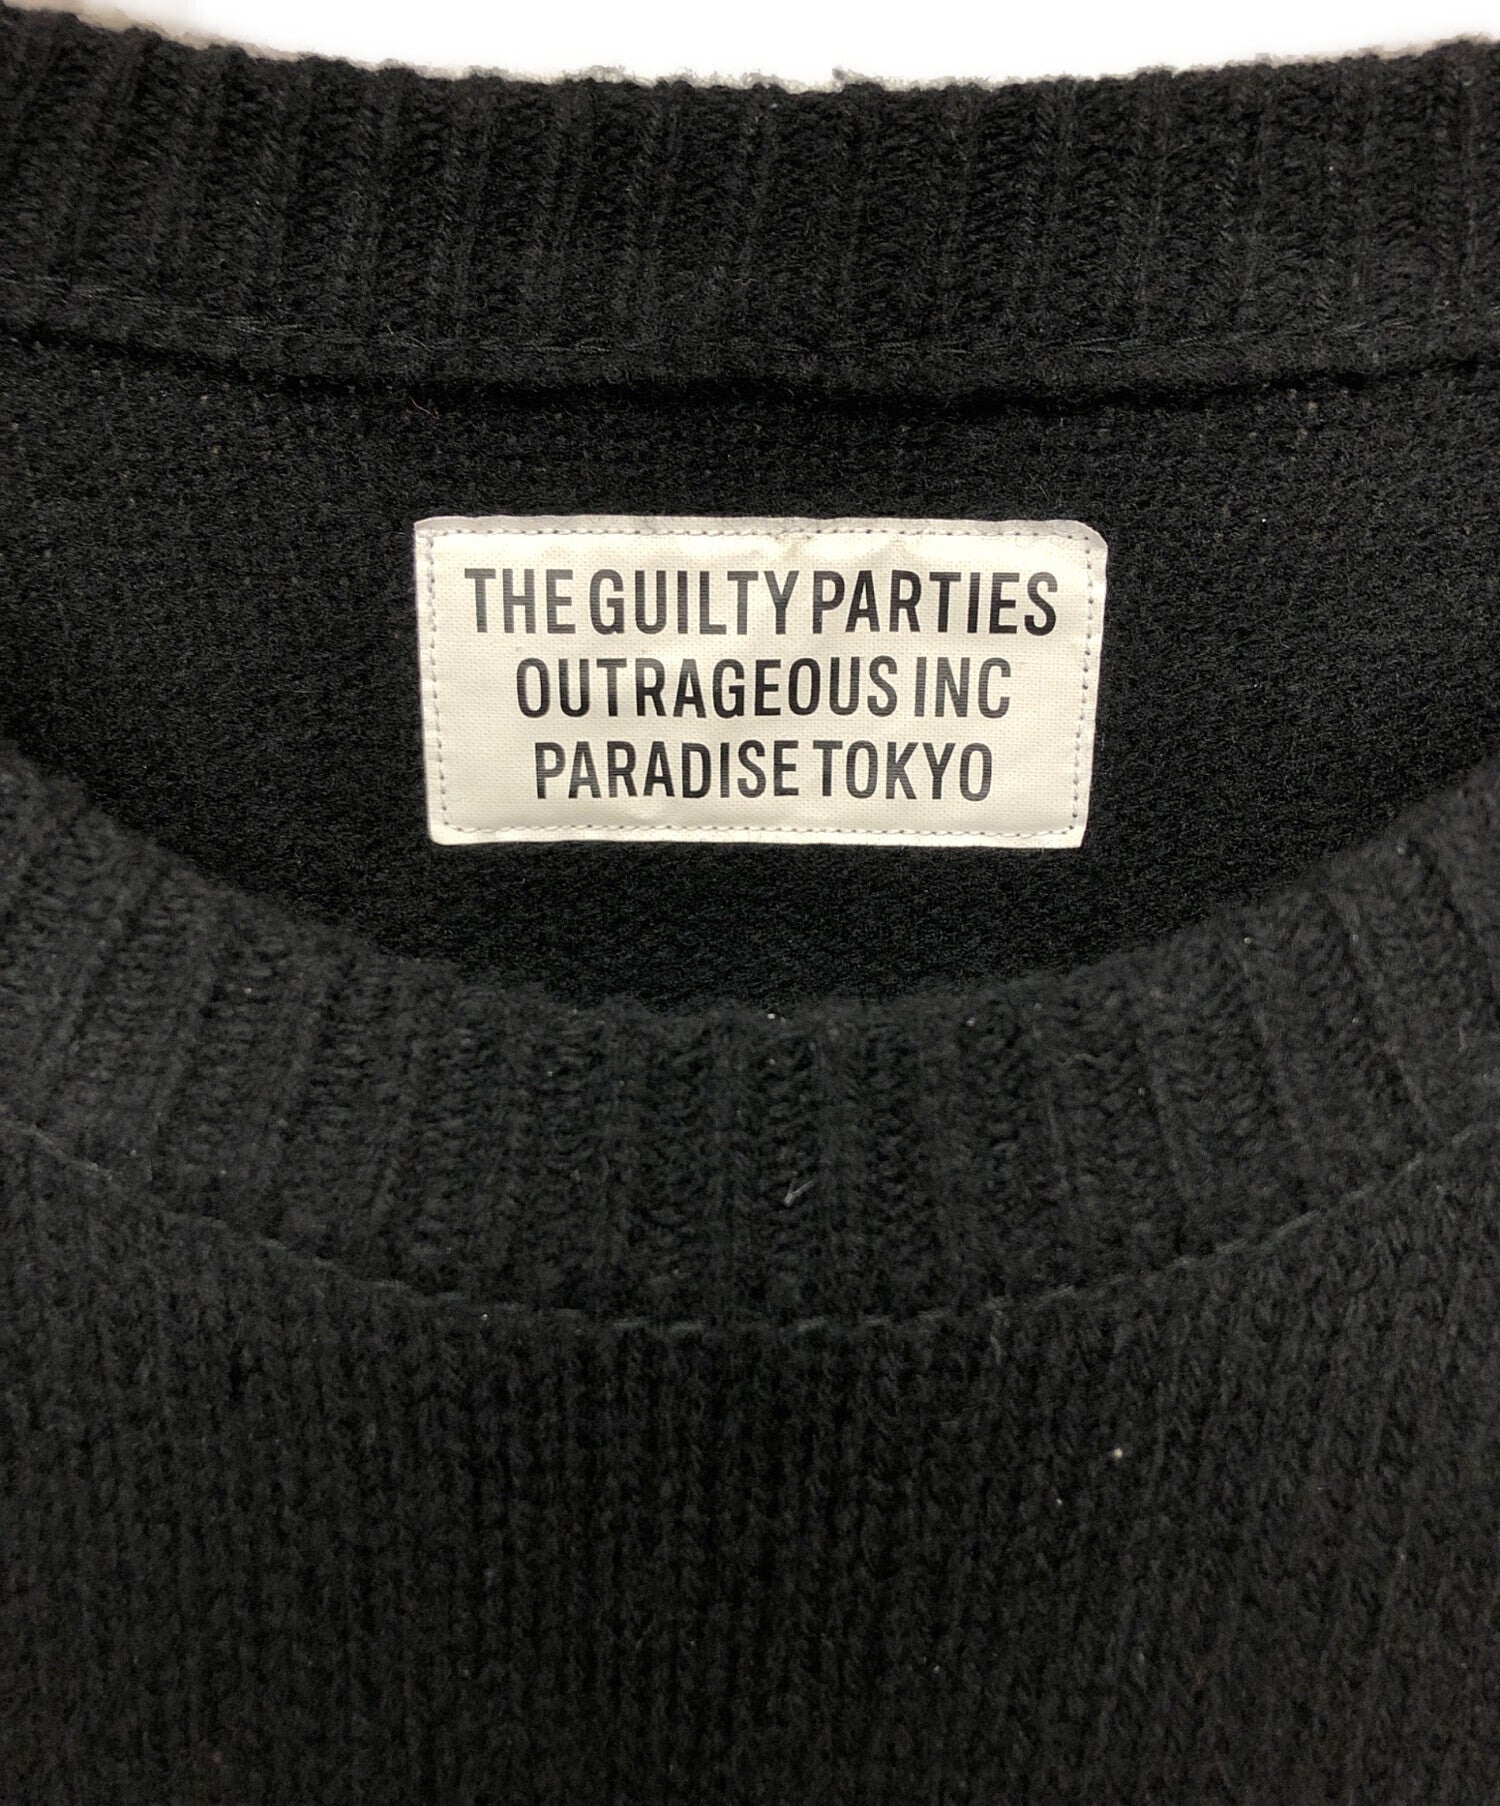 THE GUILTY PARTIES
OUTRAGEOUS INC
PARADISE TOKYO